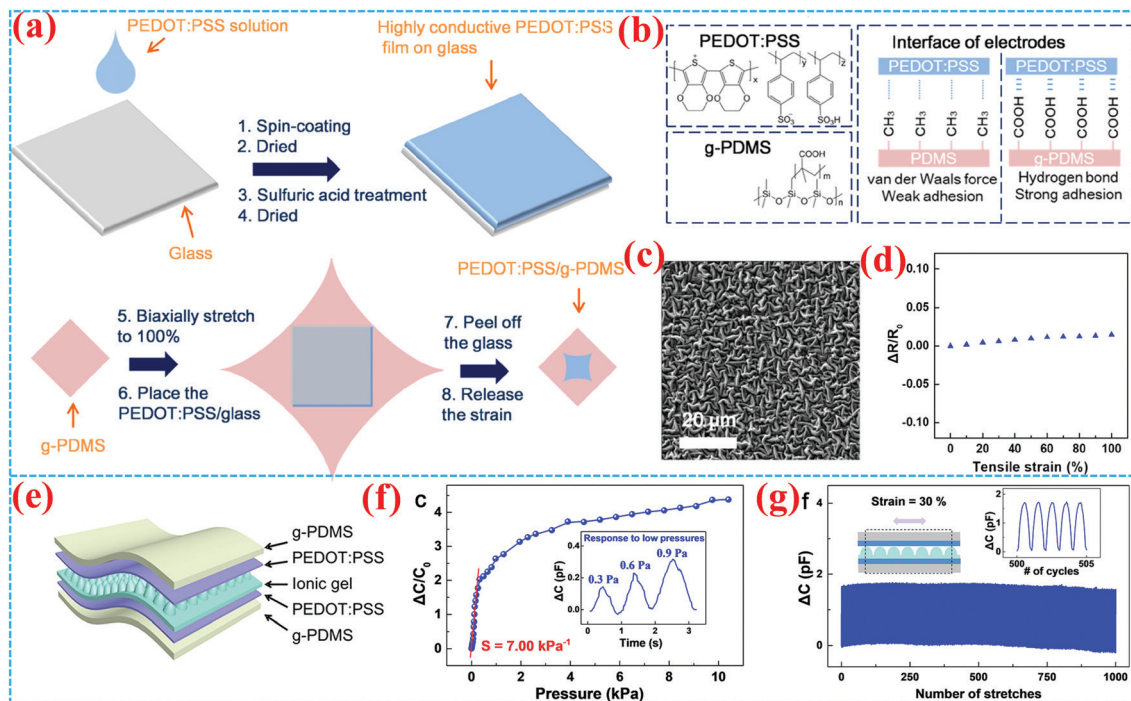 (a)
PEDOT:PSS solution
Highly conductive PEDOT:PSS
film on glass
1. Spin-coating
2. Dried
3. Sulfuric acid treatment
4. Dried
Glass
5. Biaxially stretch
to 100%
6. Place the
PEDOT:PSS/glass
g-PDMS
7. Peel off
the glass
8. Release
the strain
PEDOT:PSS/g-PDMS
(b)
PEDOT:PSS
S+
S
x
y
z
O O O O
SO3-
SO3H
g-PDMS
COOH
m
Si O Si O Si O
n
Interface of electrodes
PEDOT:PSS
CH3 CH3 CH3 CH3
PDMS
van der Waals force
Weak adhesion
PEDOT:PSS
COOH COOH COOH COOH
g-PDMS
Hydrogen bond
Strong adhesion
(c)
20 μm
(d)
ΔR/R0
0.10
0.05
0.00
-0.05
-0.10
0 20 40 60 80 100
Tensile strain (%)
(e)
g-PDMS
PEDOT:PSS
Ionic gel
PEDOT:PSS
g-PDMS
(f)
c
ΔC/C0
4
3
2
1
0
0 2 4 6 8 10
Pressure (kPa)
S = 7.00 kPa-1
Response to low pressures
0.3 Pa
0.6 Pa
0.9 Pa
ΔC (pF)
0.4
0.2
0.0
0 1 2 3
Time (s)
(g)
f
Strain = 30 %
ΔC (pF)
4
2
0
0 250 500 750 1000
Number of stretches
ΔC (pF)
2
1
0
500 505
# of cycles